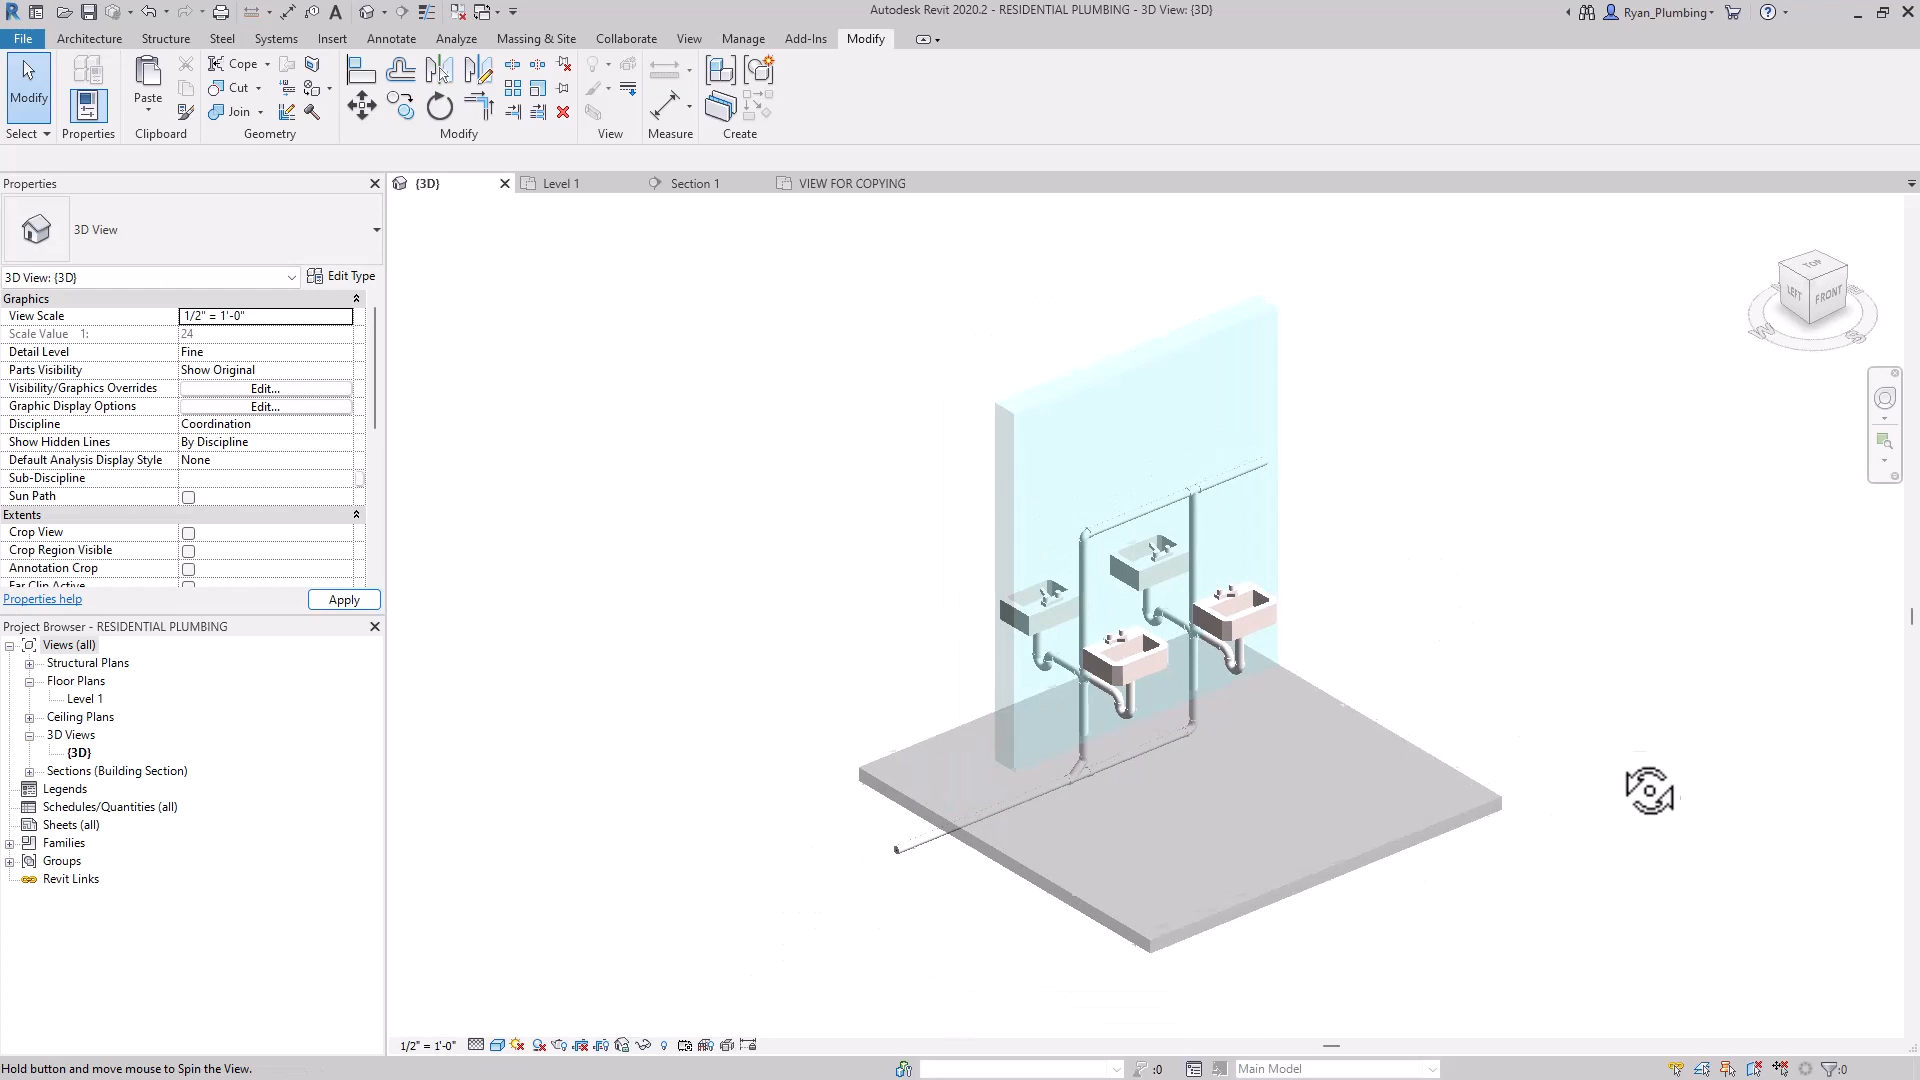 Autodesk Revit 2020.2 - RESIDENTIAL PLUMBING - 3D View: {3D}
Ryan_Plumbing
File Architecture Structure Steel Systems Insert Annotate Analyze Massing & Site Collaborate View Manage Add-Ins Modify
Modify
Paste
Cope
Cut
Join
Select Properties Clipboard Geometry Modify View Measure Create
Properties
{3D} Level 1 Section 1 VIEW FOR COPYING
3D View
3D View: {3D} Edit Type
Graphics
View Scale 1/2" = 1'-0"
Scale Value 1: 24
Detail Level Fine
Parts Visibility Show Original
Visibility/Graphics Overrides Edit...
Graphic Display Options Edit...
Discipline Coordination
Show Hidden Lines By Discipline
Default Analysis Display Style None
Sub-Discipline
Sun Path
Extents
Crop View
Crop Region Visible
Annotation Crop
Far Clip Active
Properties help Apply
Project Browser - RESIDENTIAL PLUMBING
Views (all)
Structural Plans
Floor Plans
Level 1
Ceiling Plans
3D Views
{3D}
Sections (Building Section)
Legends
Schedules/Quantities (all)
Sheets (all)
Families
Groups
Revit Links
TOP
LEFT FRONT
W S
1/2" = 1'-0"
Hold button and move mouse to Spin the View.
:0
Main Model
:0